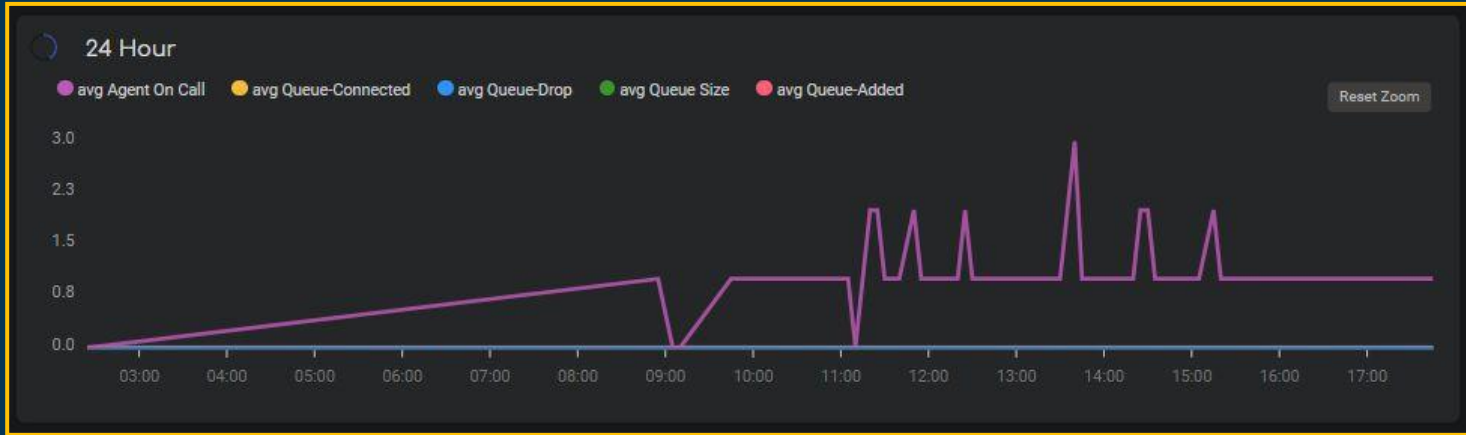 24 Hour
avg Agent On Call avg Queue-Connected avg Queue-Drop avg Queue Size avg Queue-Added
Reset Zoom
3.0
2.3
1.5
0.8
0.0
03:00 04:00 05:00 06:00 07:00 08:00 09:00 10:00 11:00 12:00 13:00 14:00 15:00 16:00 17:00